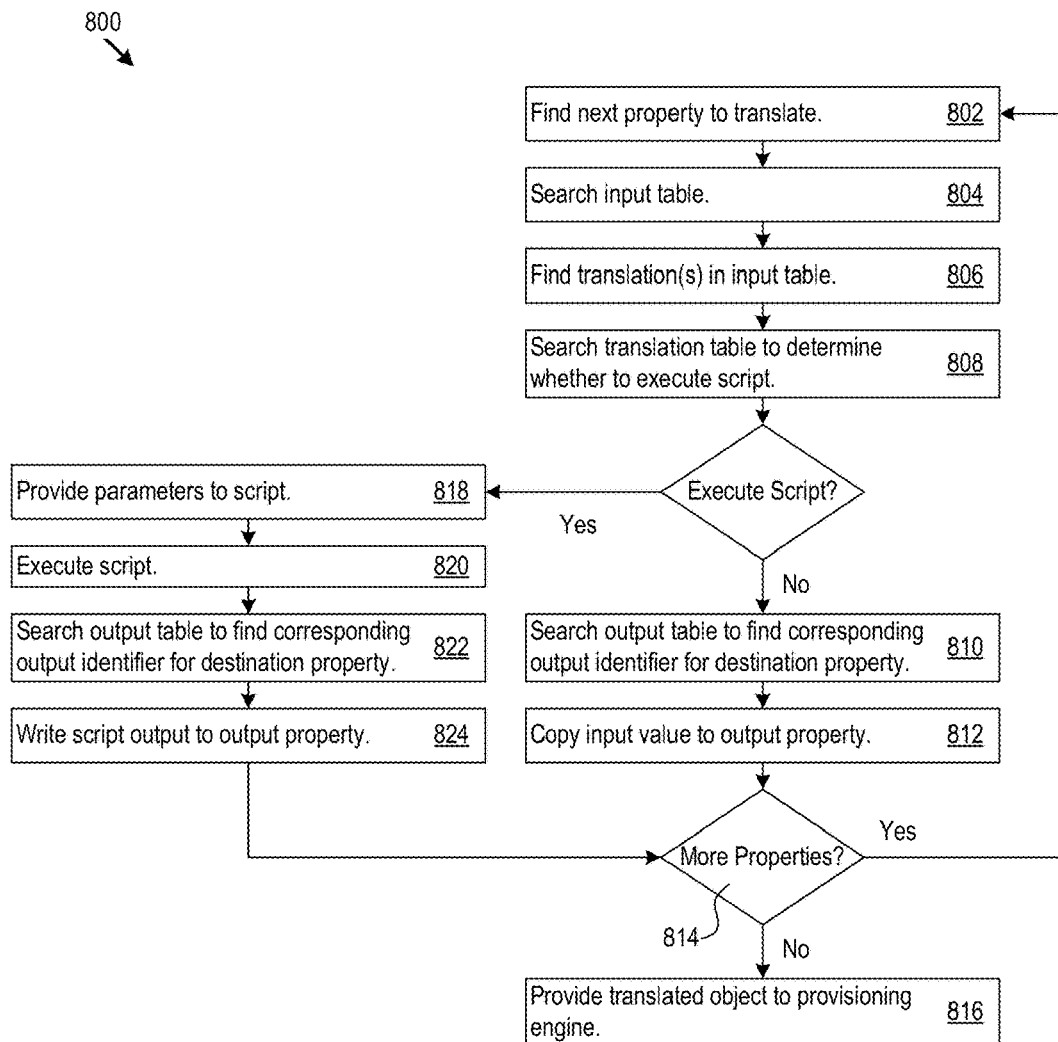 800
Find next property to translate. 802
Search input table. 804
Find translation(s) in input table. 806
Search translation table to determine
whether to execute script. 808
Execute Script?
Yes
No
Provide parameters to script. 818
Execute script. 820
Search output table to find corresponding
output identifier for destination property. 822
Write script output to output property. 824
Search output table to find corresponding
output identifier for destination property. 810
Copy input value to output property. 812
More Properties?
Yes
814
No
Provide translated object to provisioning
engine. 816